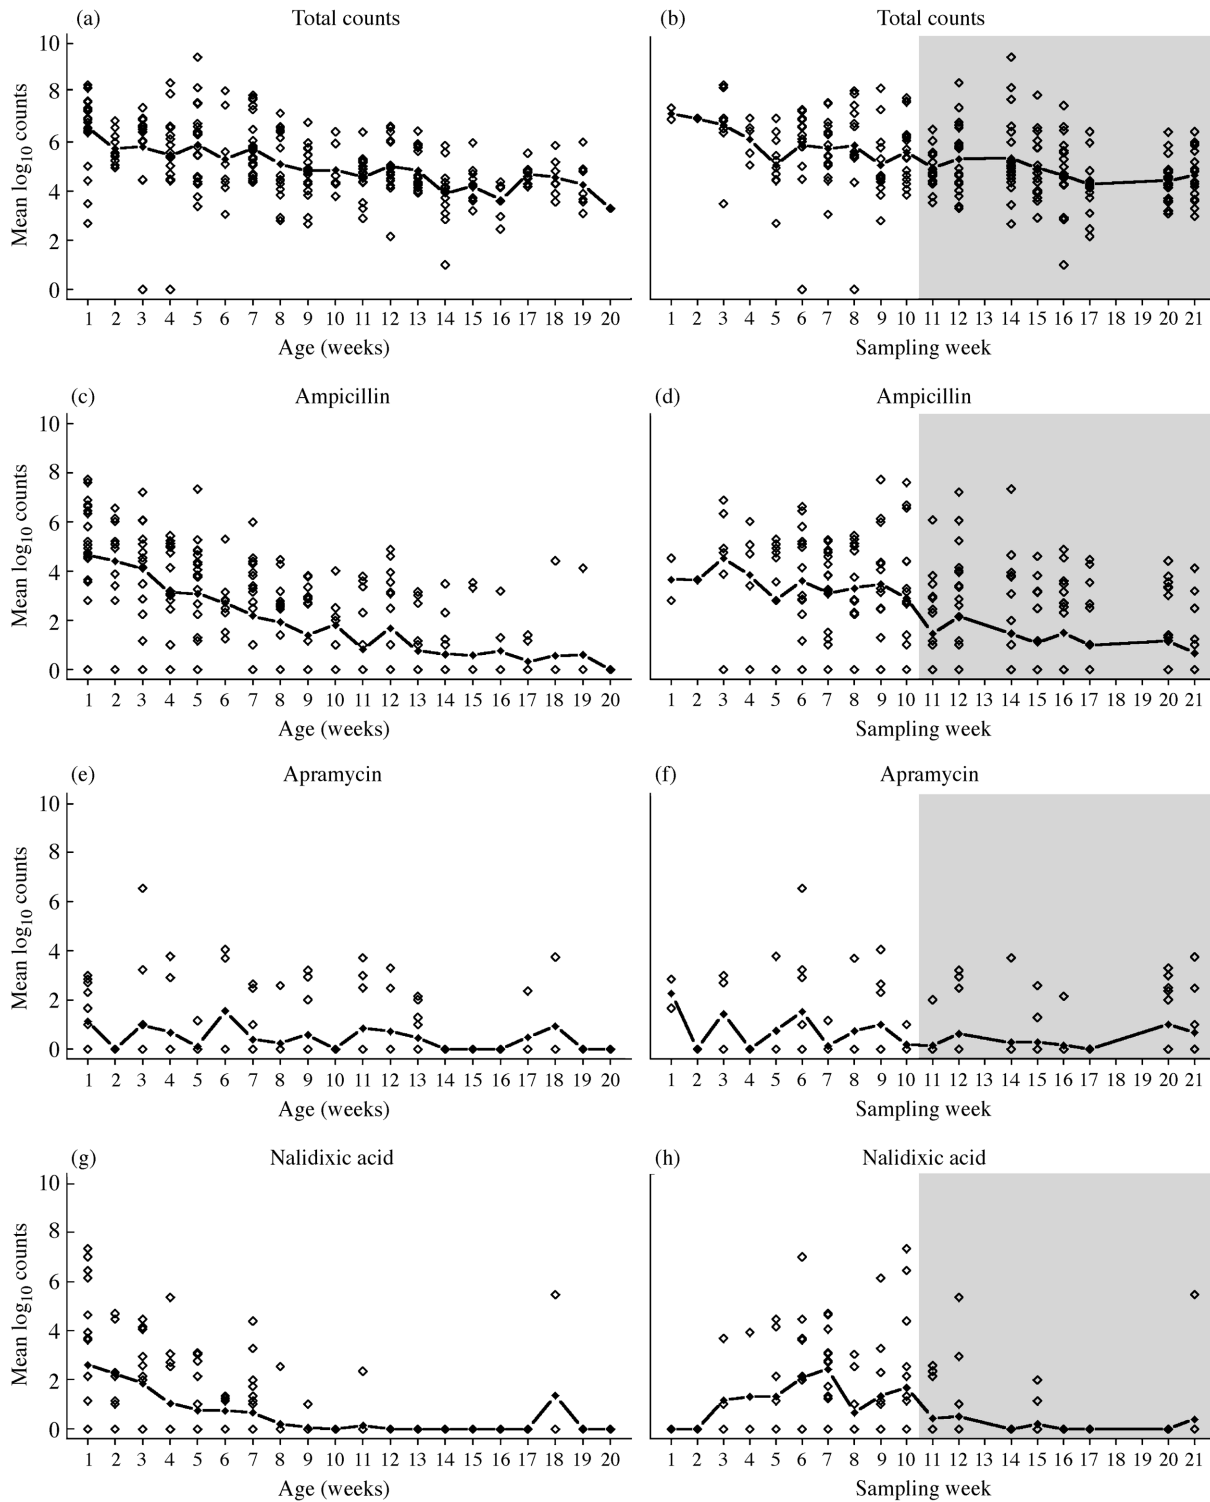 (a) Total counts
(b) Total counts
Mean log10 counts
10
8
6
4
2
0
1 2 3 4 5 6 7 8 9 10 11 12 13 14 15 16 17 18 19 20
1 2 3 4 5 6 7 8 9 10 11 12 13 14 15 16 17 18 19 20 21
Age (weeks)
Sampling week
(c) Ampicillin
(d) Ampicillin
Mean log10 counts
10
8
6
4
2
0
1 2 3 4 5 6 7 8 9 10 11 12 13 14 15 16 17 18 19 20
1 2 3 4 5 6 7 8 9 10 11 12 13 14 15 16 17 18 19 20 21
Age (weeks)
Sampling week
(e) Apramycin
(f) Apramycin
Mean log10 counts
10
8
6
4
2
0
1 2 3 4 5 6 7 8 9 10 11 12 13 14 15 16 17 18 19 20
1 2 3 4 5 6 7 8 9 10 11 12 13 14 15 16 17 18 19 20 21
Age (weeks)
Sampling week
(g) Nalidixic acid
(h) Nalidixic acid
Mean log10 counts
10
8
6
4
2
0
1 2 3 4 5 6 7 8 9 10 11 12 13 14 15 16 17 18 19 20
1 2 3 4 5 6 7 8 9 10 11 12 13 14 15 16 17 18 19 20 21
Age (weeks)
Sampling week